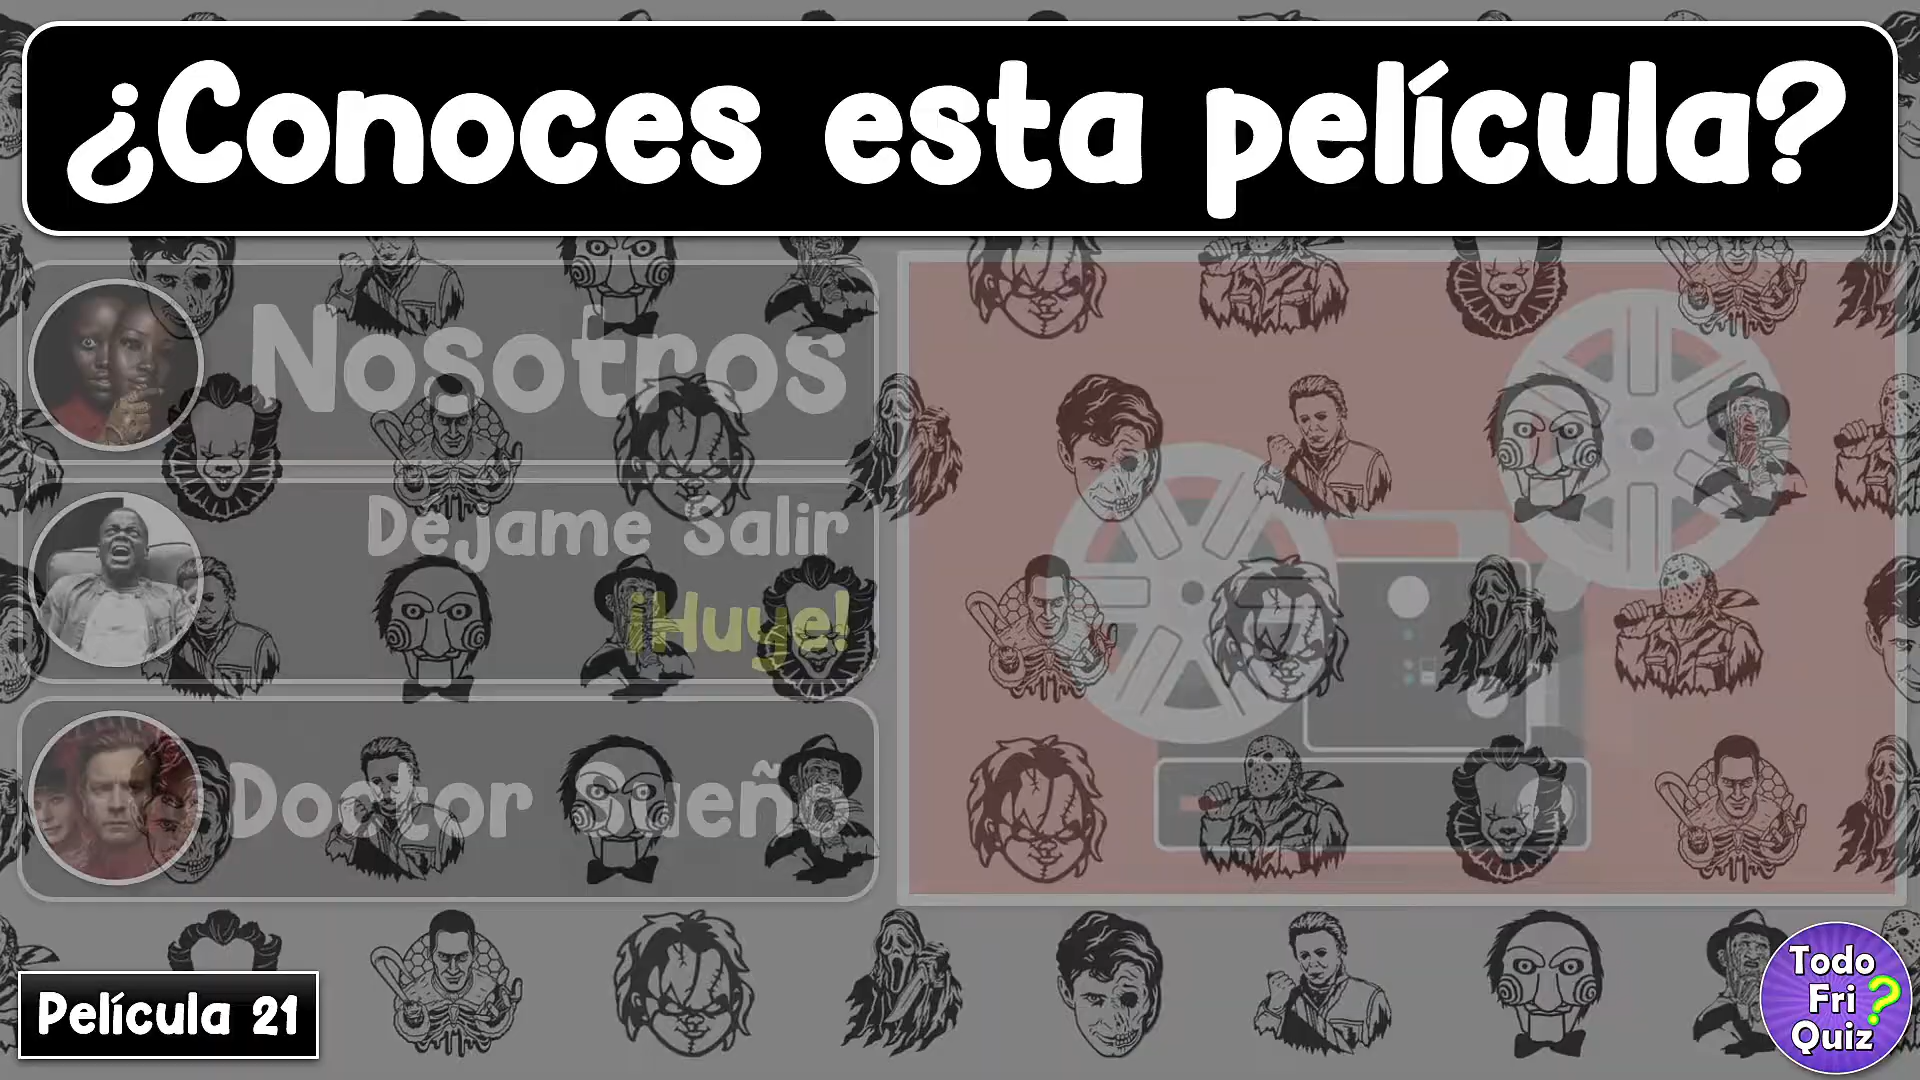 ¿Conoces esta película?
Nosotros
Déjame Salir
¡Huye!
Doctor Sueño
Película 21
Todo
Fri
Quiz
?